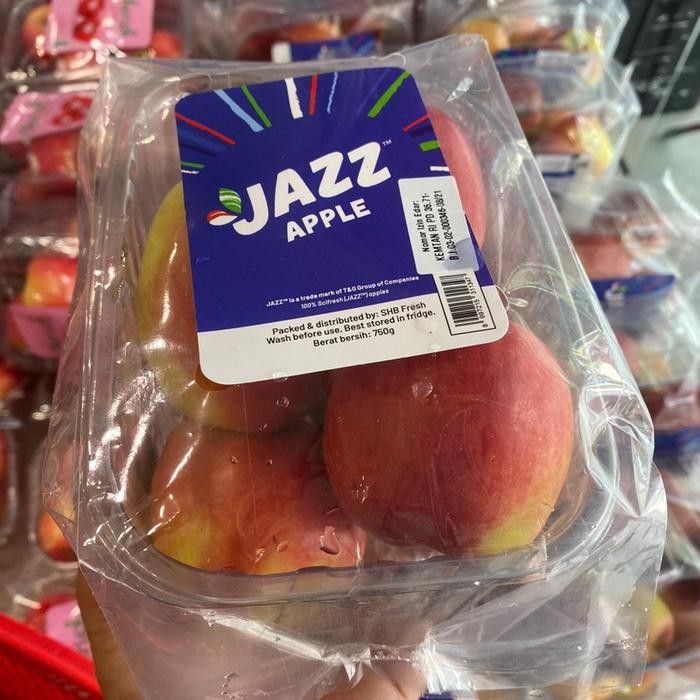 JAZZ™
APPLE
Nomor Izin Edar:
KEMTAN RI PD 36.71-
B.I.03-02-000346-08/21
JAZZ™ is a trade mark of T&G Group of Companies
100% Scifresh (JAZZ™) apples
Packed & distributed by: SHB Fresh
Wash before use. Best stored in fridge.
Berat bersih: 750g